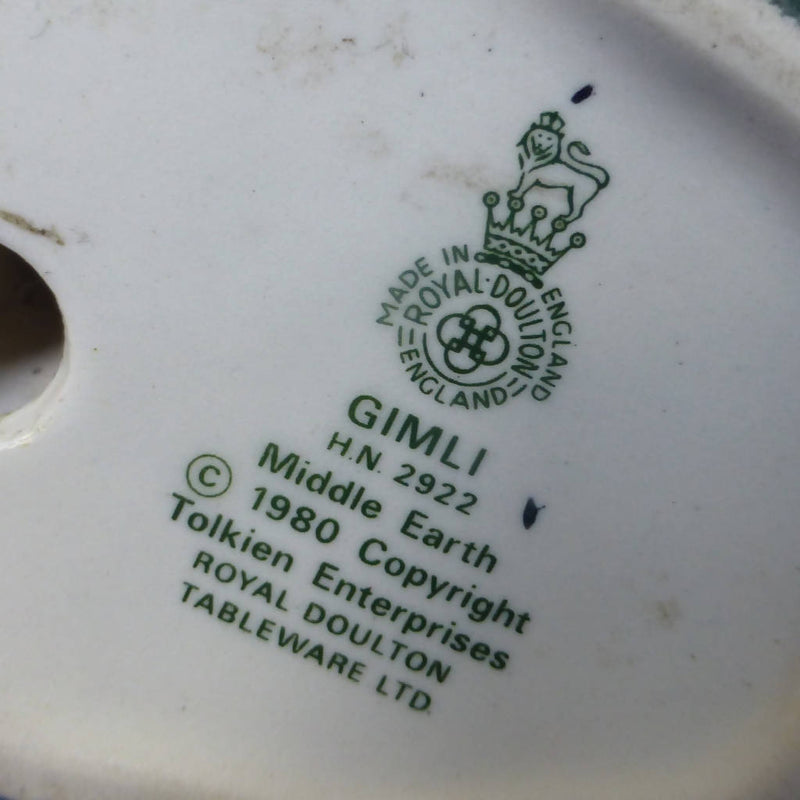 MADE IN ENGLAND
ROYAL·DOULTON
ENGLAND
GIMLI
H.N. 2922
Middle Earth
© 1980 Copyright
Tolkien Enterprises
ROYAL DOULTON
TABLEWARE LTD.